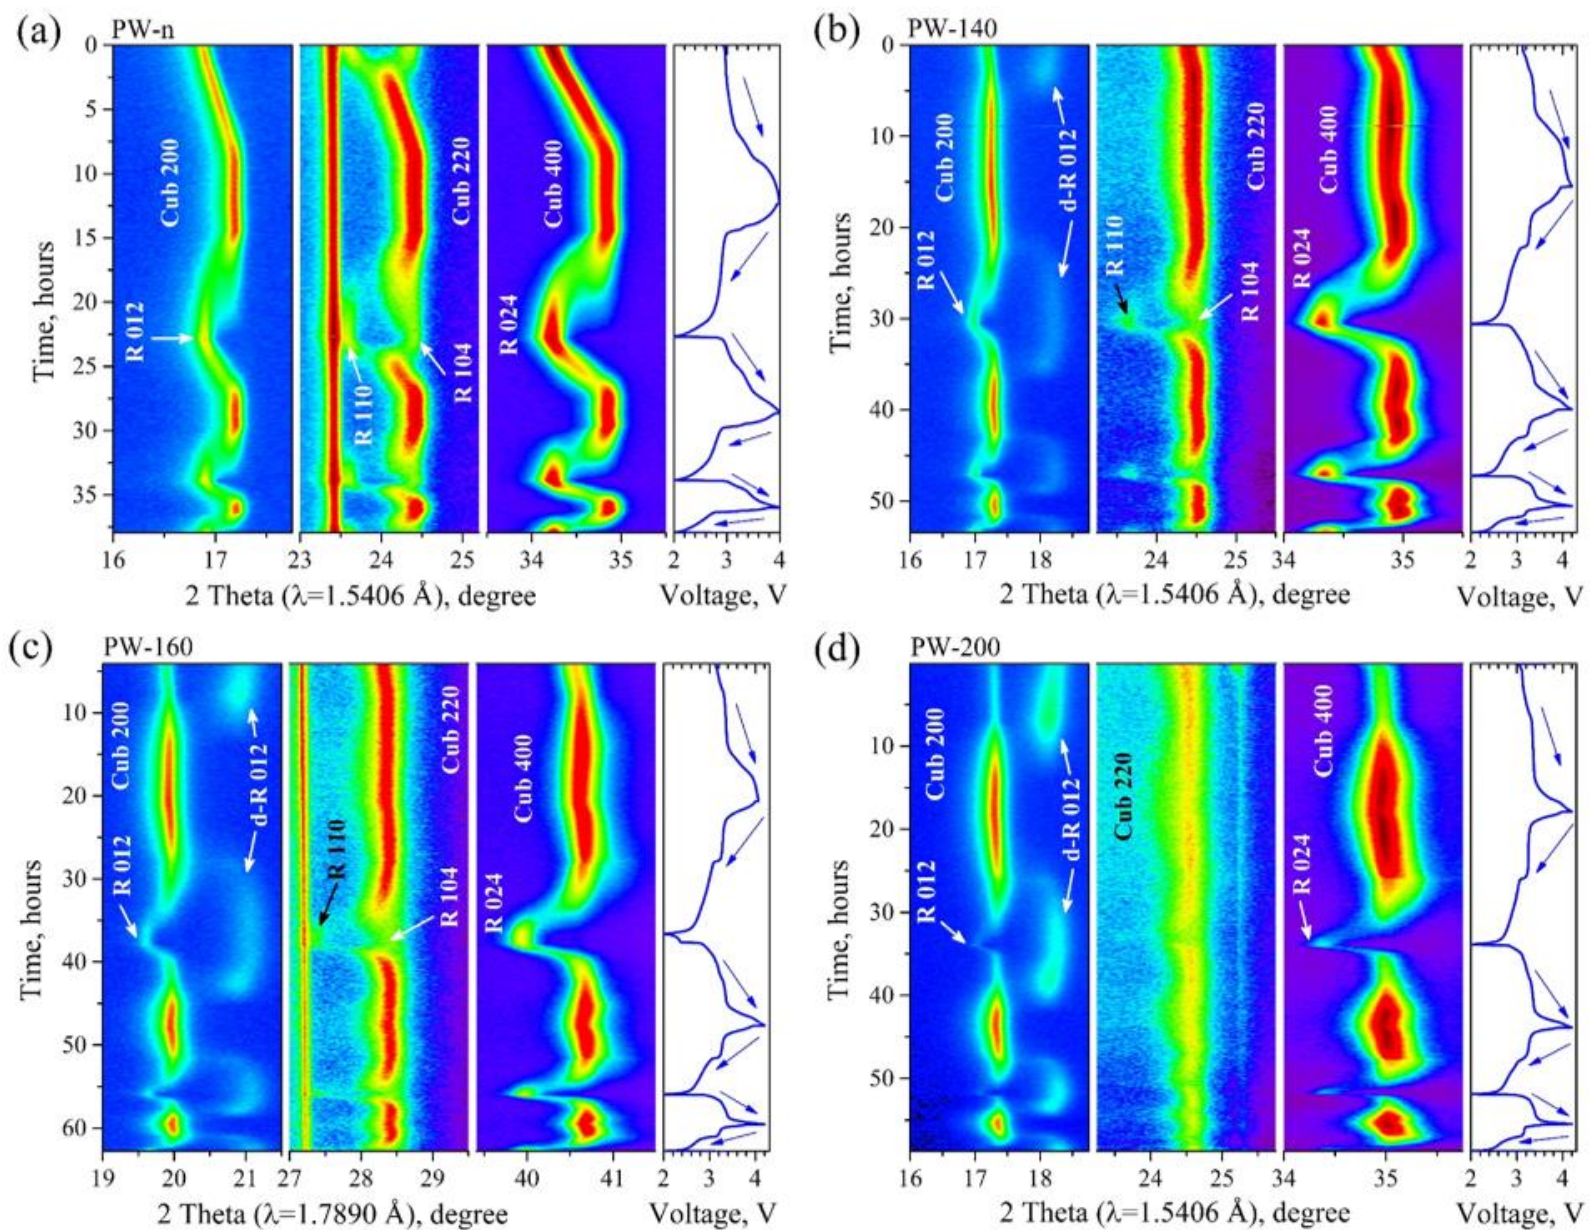 (a) PW-n
0
5
10
15
20
25
30
35
Time, hours
Cub 200
R 012
R 110
R 104
Cub 220
Cub 400
R 024
16 17 23 24 25 34 35 2 3 4
2 Theta (λ=1.5406 Å), degree Voltage, V
(b) PW-140
0
10
20
30
40
50
Time, hours
Cub 200
R 012
d-R 012
R 110
Cub 220
R 104
Cub 400
R 024
16 17 18 24 25 34 35 2 3 4
2 Theta (λ=1.5406 Å), degree Voltage, V
(c) PW-160
10
20
30
40
50
60
Time, hours
Cub 200
R 012
d-R 012
R 110
Cub 220
R 104
Cub 400
R 024
19 20 21 27 28 29 40 41 2 3 4
2 Theta (λ=1.7890 Å), degree Voltage, V
(d) PW-200
10
20
30
40
50
Time, hours
Cub 200
R 012
d-R 012
Cub 220
Cub 400
R 024
16 17 18 24 25 34 35 2 3 4
2 Theta (λ=1.5406 Å), degree Voltage, V